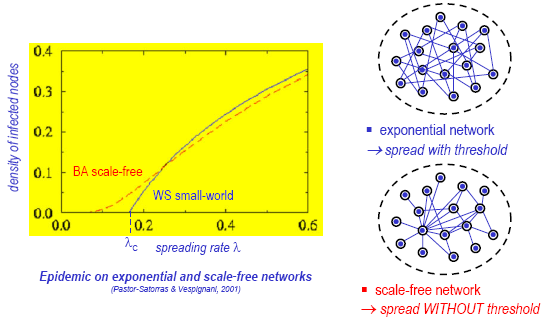 density of infected nodes
0.4
0.3
0.2
0.1
0.0
BA scale-free
WS small-world
0.0
0.2
0.4
0.6
λc
spreading rate λ
Epidemic on exponential and scale-free networks
(Pastor-Satorras & Vespignani, 2001)
▪ exponential network
→ spread with threshold
▪ scale-free network
→ spread WITHOUT threshold